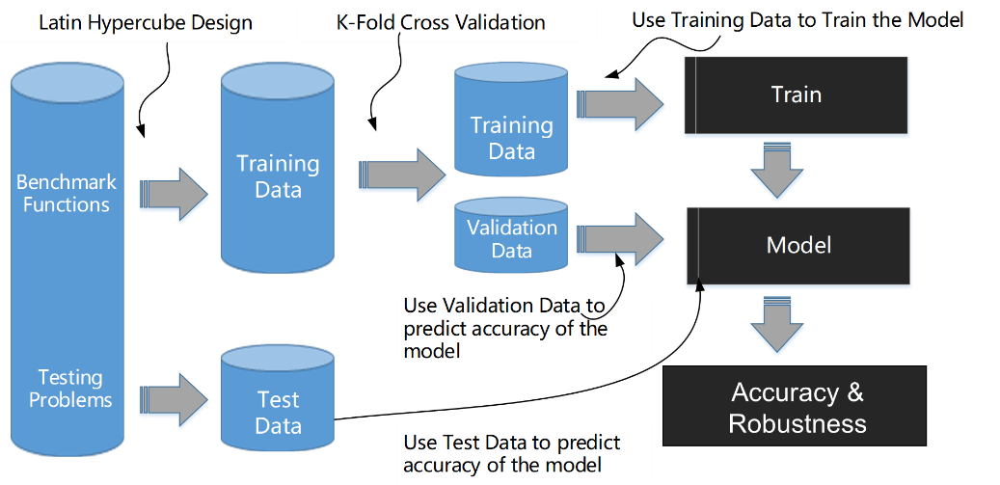 Latin Hypercube Design
K-Fold Cross Validation
Use Training Data to Train the Model
Benchmark
Functions
Training
Data
Training
Data
Train
Validation
Data
Model
Use Validation Data to
predict accuracy of the
model
Testing
Problems
Test
Data
Accuracy &
Robustness
Use Test Data to predict
accuracy of the model